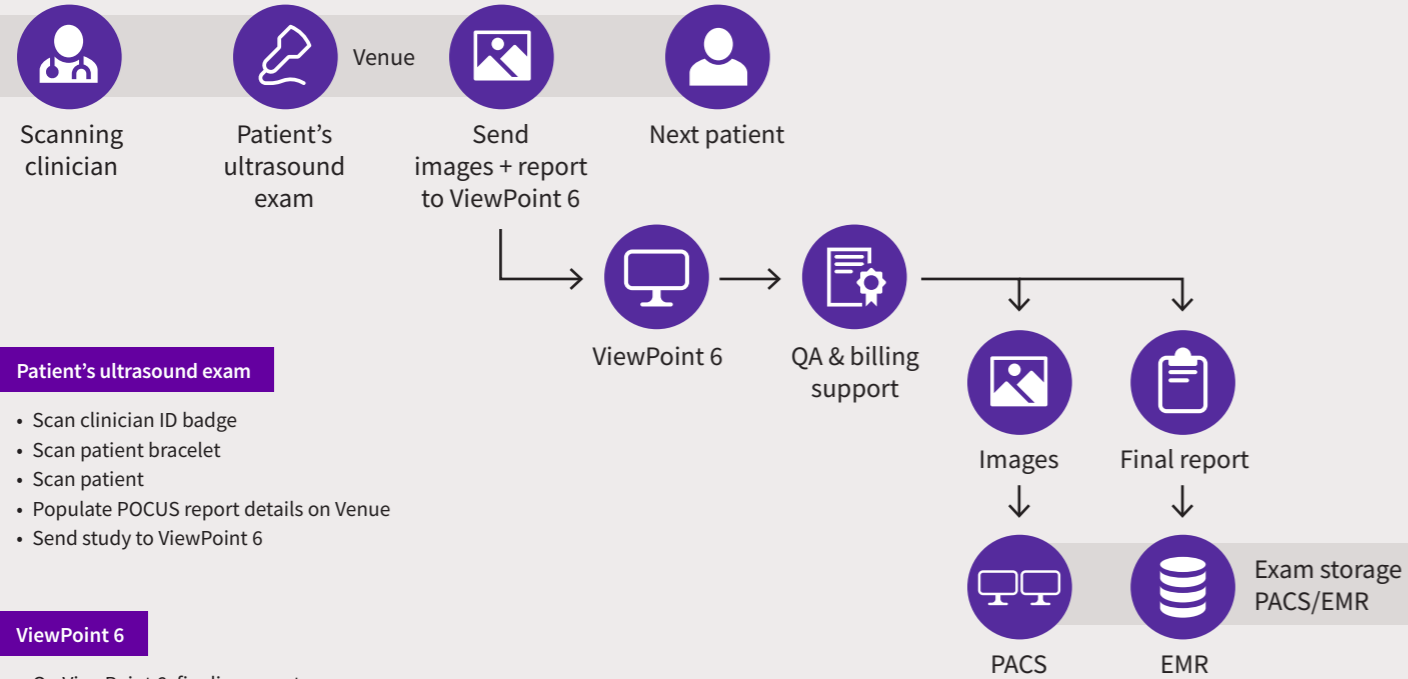 Venue
Scanning
clinician
Patient's
ultrasound
exam
Send
images + report
to ViewPoint 6
Next patient
ViewPoint 6
QA & billing
support
Images
Final report
Exam storage
PACS/EMR
PACS
EMR
Patient's ultrasound exam
• Scan clinician ID badge
• Scan patient bracelet
• Scan patient
• Populate POCUS report details on Venue
• Send study to ViewPoint 6
ViewPoint 6